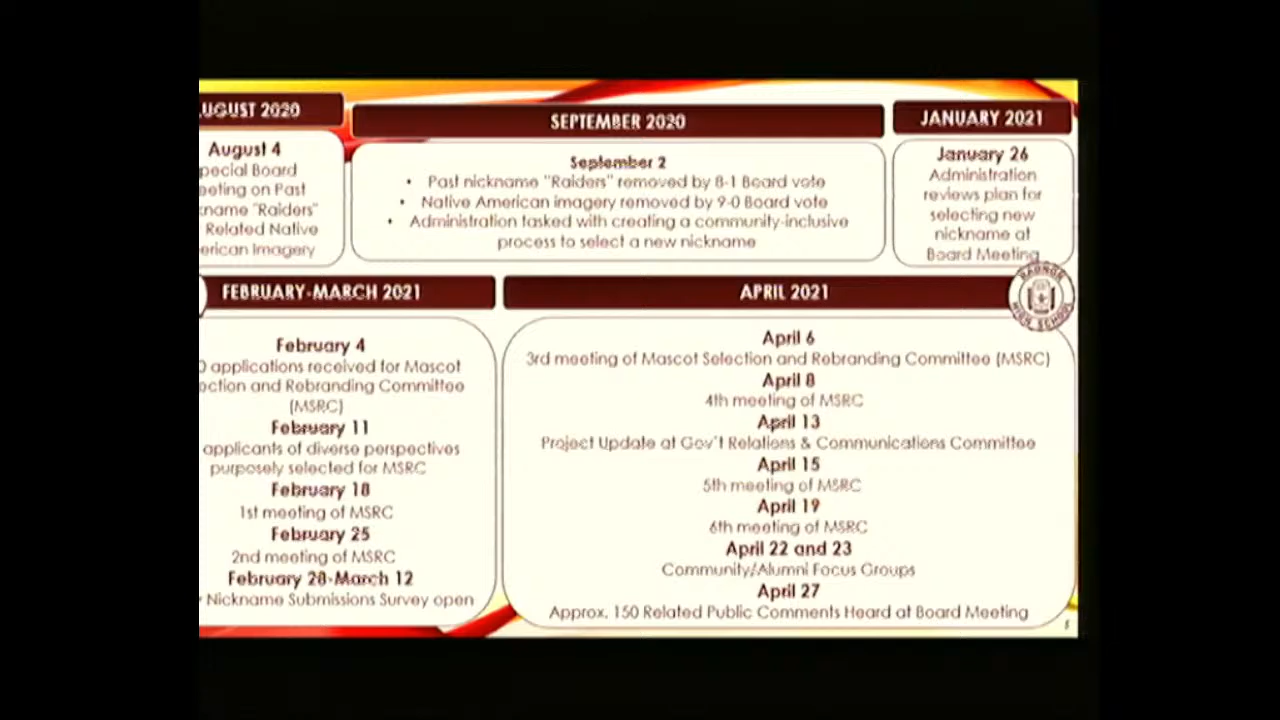 UGUST 2020
August 4
pecial Board
eeting on Past
kname "Raiders"
Related Native
erican Imagery
SEPTEMBER 2020
September 2
• Past nickname "Raiders" removed by 8-1 Board vote
• Native American imagery removed by 9-0 Board vote
• Administration tasked with creating a community-inclusive
process to select a new nickname
JANUARY 2021
January 26
Administration
reviews plan for
selecting new
nickname at
Board Meeting
RADNOR
HIGH SCHOOL
FEBRUARY-MARCH 2021
February 4
0 applications received for Mascot
ection and Rebranding Committee
(MSRC)
February 11
applicants of diverse perspectives
purposely selected for MSRC
February 18
1st meeting of MSRC
February 25
2nd meeting of MSRC
February 28-March 12
Nickname Submissions Survey open
APRIL 2021
April 6
3rd meeting of Mascot Selection and Rebranding Committee (MSRC)
April 8
4th meeting of MSRC
April 13
Project Update at Gov't Relations & Communications Committee
April 15
5th meeting of MSRC
April 19
6th meeting of MSRC
April 22 and 23
Community/Alumni Focus Groups
April 27
Approx. 150 Related Public Comments Heard at Board Meeting